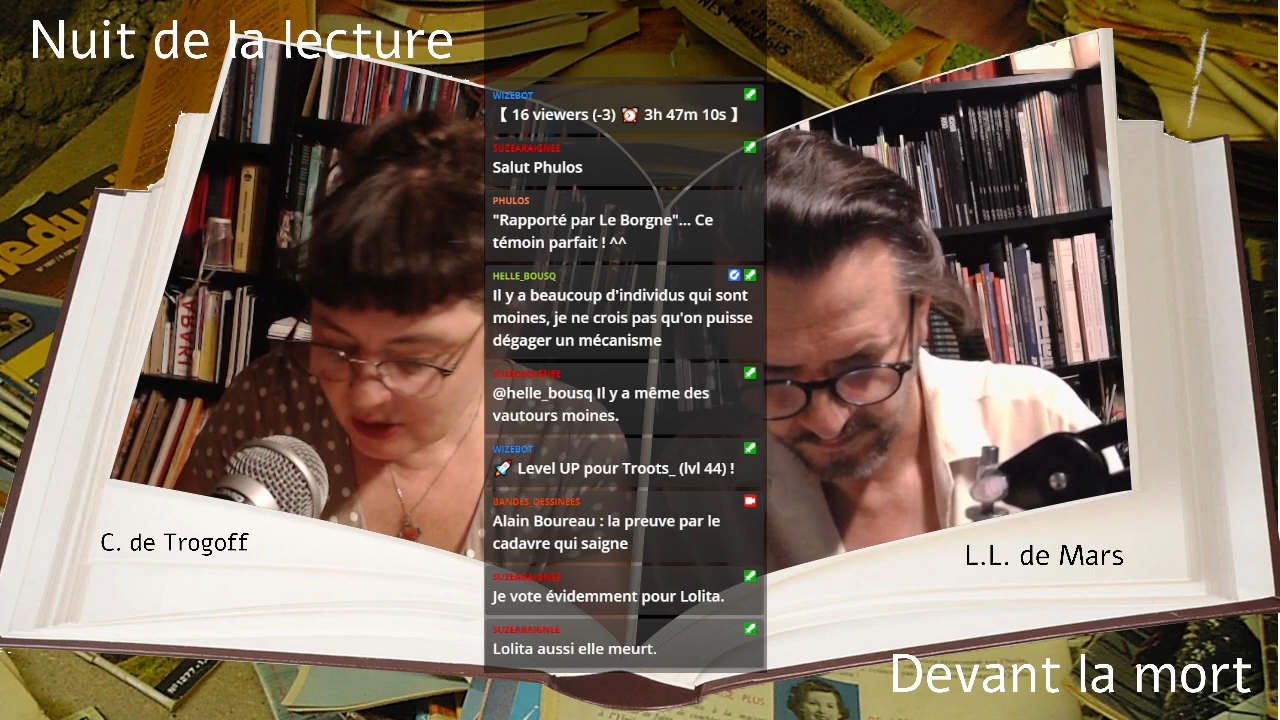 Nuit de la lecture
WIZEBOT
【 16 viewers (-3) ⏰ 3h 47m 10s 】
SUZEARAIGNEE
Salut Phulos
PHULOS
"Rapporté par Le Borgne"... Ce
témoin parfait ! ^^
HELLE_BOUSQ
Il y a beaucoup d'individus qui sont
moines, je ne crois pas qu'on puisse
dégager un mécanisme
SUZEARAIGNEE
@helle_bousq Il y a même des
vautours moines.
WIZEBOT
🚀 Level UP pour Troots_ (lvl 44) !
BANDES_DESSINEES
Alain Boureau : la preuve par le
cadavre qui saigne
SUZEARAIGNEE
Je vote évidemment pour Lolita.
SUZEARAIGNEE
Lolita aussi elle meurt.
ARAKI
C. de Trogoff
L.L. de Mars
Devant la mort